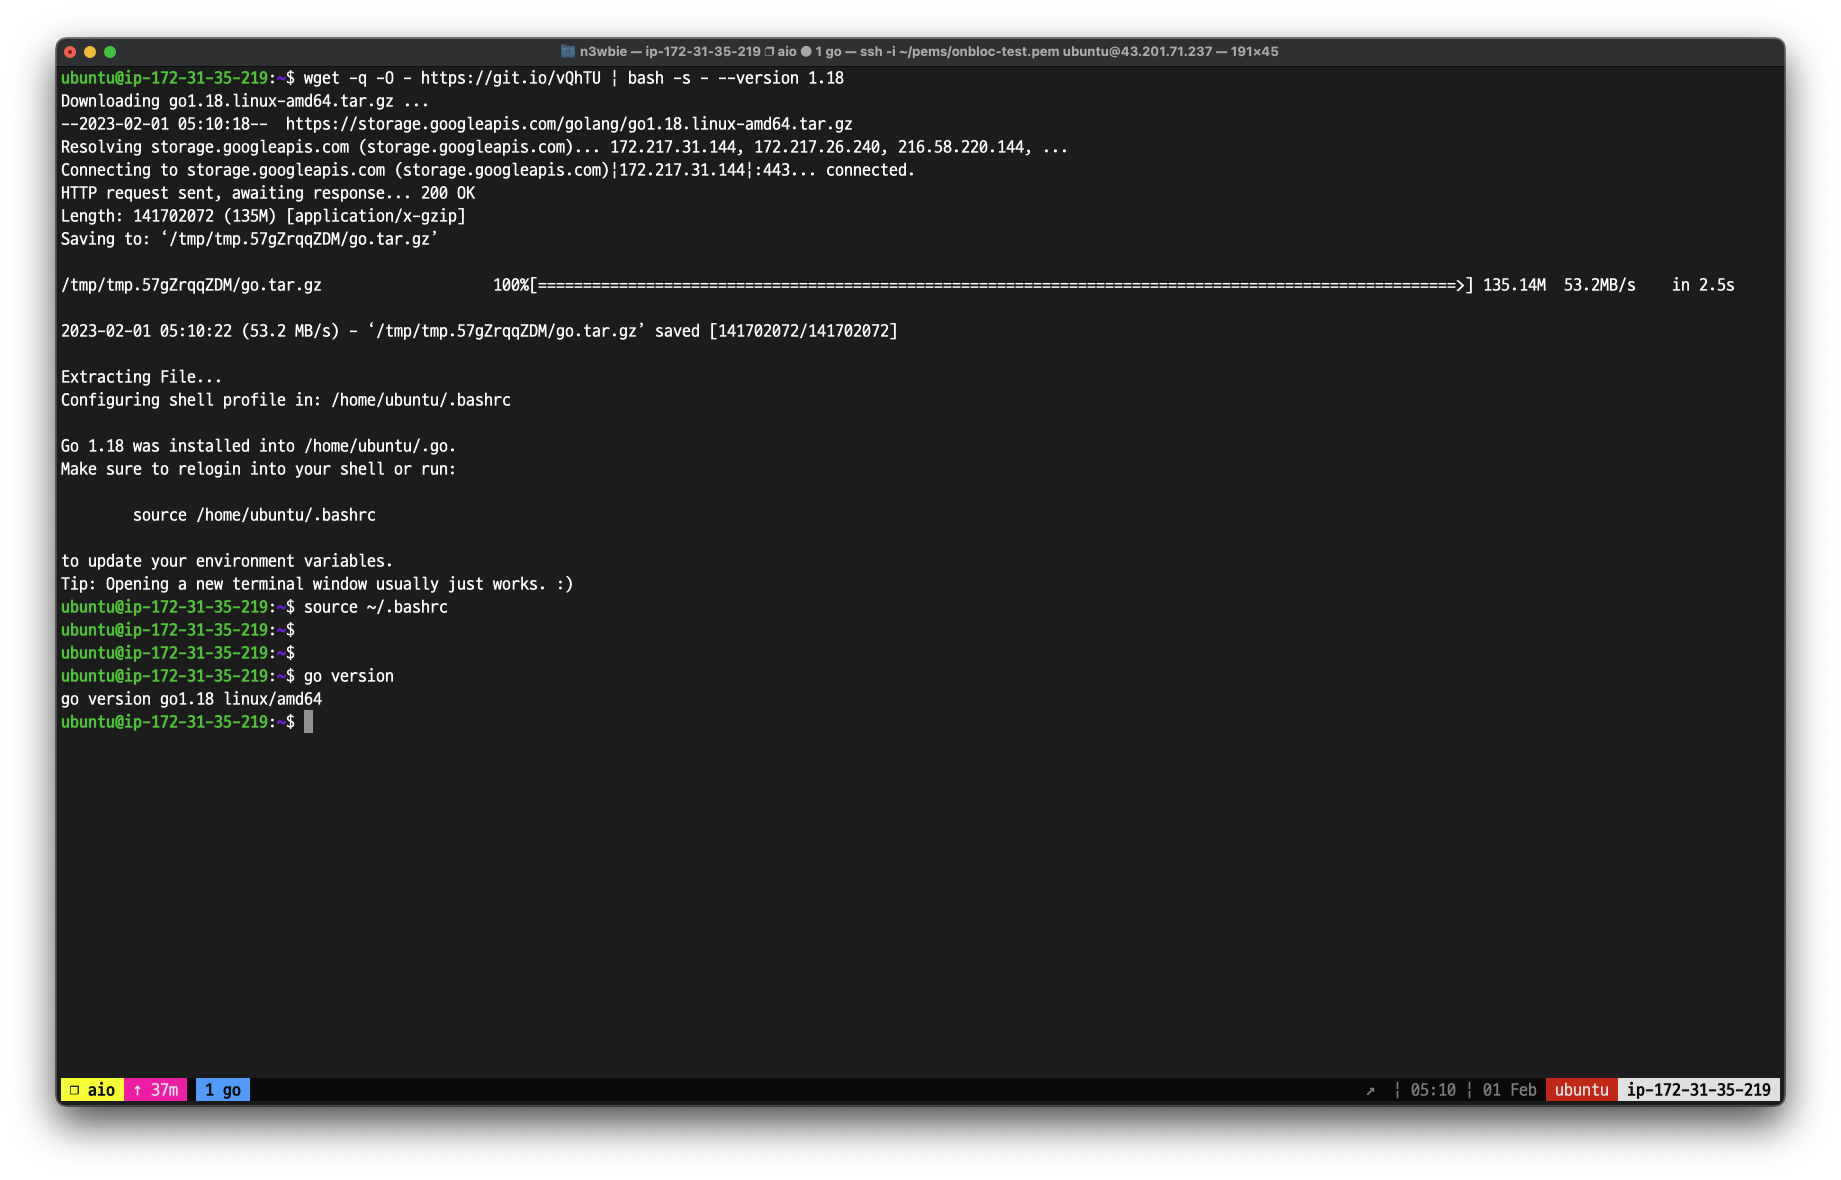 n3wbie — ip-172-31-35-219 ❐ aio ● 1 go — ssh -i ~/pems/onbloc-test.pem ubuntu@43.201.71.237 — 191×45
ubuntu@ip-172-31-35-219:~$ wget -q -O - https://git.io/vQhTU | bash -s - --version 1.18
Downloading go1.18.linux-amd64.tar.gz ...
--2023-02-01 05:10:18--  https://storage.googleapis.com/golang/go1.18.linux-amd64.tar.gz
Resolving storage.googleapis.com (storage.googleapis.com)... 172.217.31.144, 172.217.26.240, 216.58.220.144, ...
Connecting to storage.googleapis.com (storage.googleapis.com)|172.217.31.144|:443... connected.
HTTP request sent, awaiting response... 200 OK
Length: 141702072 (135M) [application/x-gzip]
Saving to: ‘/tmp/tmp.57gZrqqZDM/go.tar.gz’
/tmp/tmp.57gZrqqZDM/go.tar.gz 100%[======================================================================================================>] 135.14M  53.2MB/s    in 2.5s
2023-02-01 05:10:22 (53.2 MB/s) - ‘/tmp/tmp.57gZrqqZDM/go.tar.gz’ saved [141702072/141702072]
Extracting File...
Configuring shell profile in: /home/ubuntu/.bashrc
Go 1.18 was installed into /home/ubuntu/.go.
Make sure to relogin into your shell or run:
source /home/ubuntu/.bashrc
to update your environment variables.
Tip: Opening a new terminal window usually just works. :)
ubuntu@ip-172-31-35-219:~$ source ~/.bashrc
ubuntu@ip-172-31-35-219:~$
ubuntu@ip-172-31-35-219:~$
ubuntu@ip-172-31-35-219:~$ go version
go version go1.18 linux/amd64
ubuntu@ip-172-31-35-219:~$
❐ aio ↑ 37m 1 go ↗ | 05:10 | 01 Feb ubuntu ip-172-31-35-219